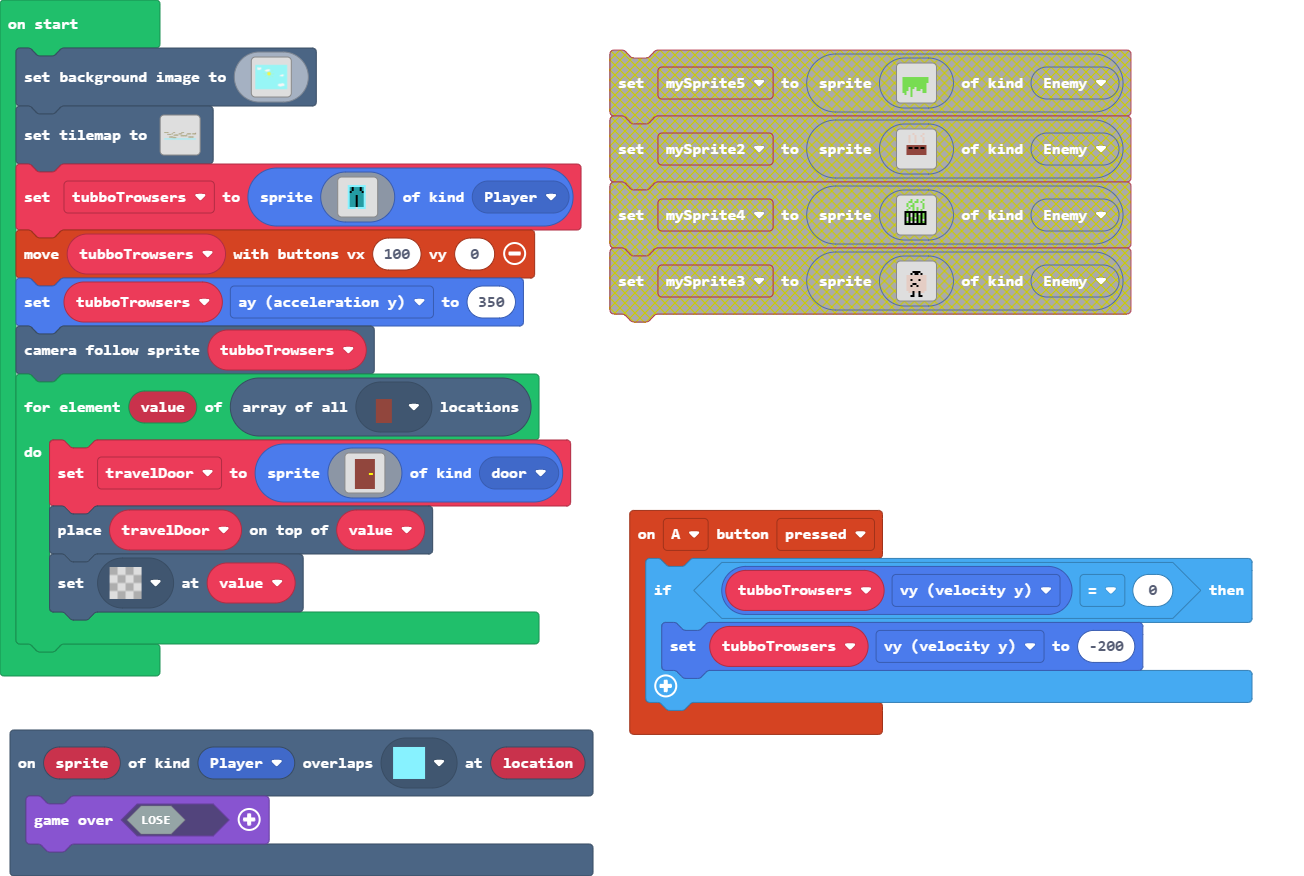 on start
set background image to
set tilemap to
set tubboTrowsers to sprite of kind Player
move tubboTrowsers with buttons vx 100 vy 0
set tubboTrowsers ay (acceleration y) to 350
camera follow sprite tubboTrowsers
for element value of array of all locations
do
set travelDoor to sprite of kind door
place travelDoor on top of value
set at value
on sprite of kind Player overlaps at location
game over LOSE
set mySprite5 to sprite of kind Enemy
set mySprite2 to sprite of kind Enemy
set mySprite4 to sprite of kind Enemy
set mySprite3 to sprite of kind Enemy
on A button pressed
if tubboTrowsers vy (velocity y) = 0 then
set tubboTrowsers vy (velocity y) to -200